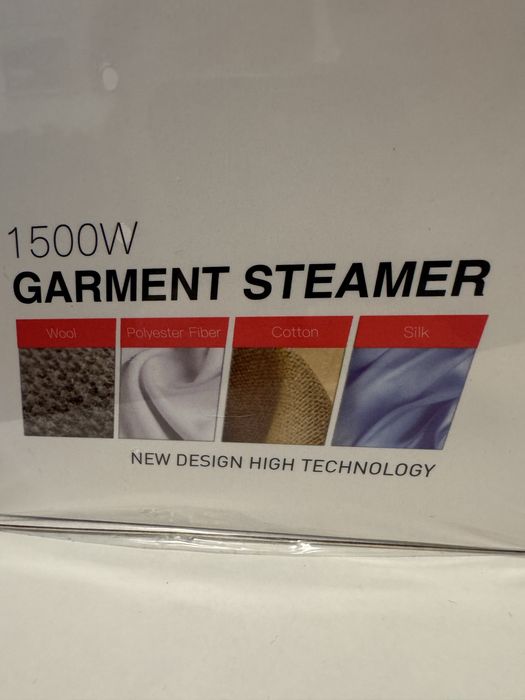 1500W
GARMENT STEAMER
Wool Polyester Fiber Cotton Silk
NEW DESIGN HIGH TECHNOLOGY